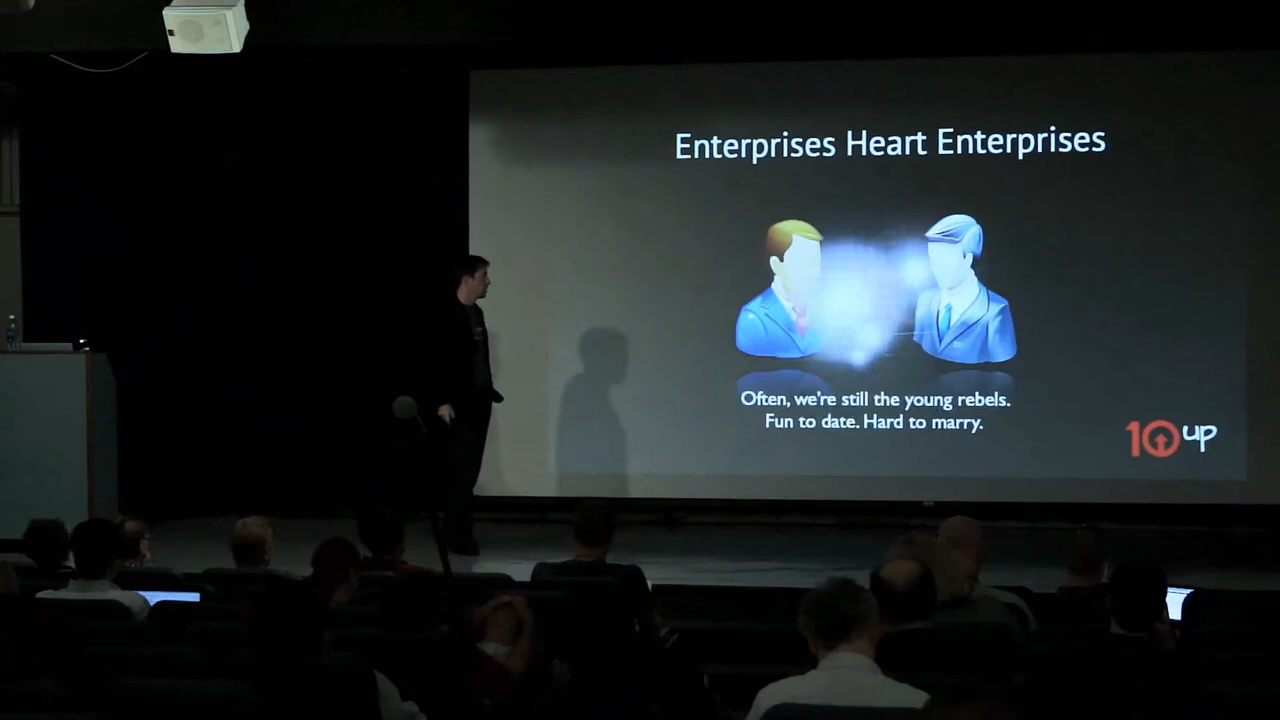 Enterprises Heart Enterprises
Often, we're still the young rebels.
Fun to date. Hard to marry.
10up